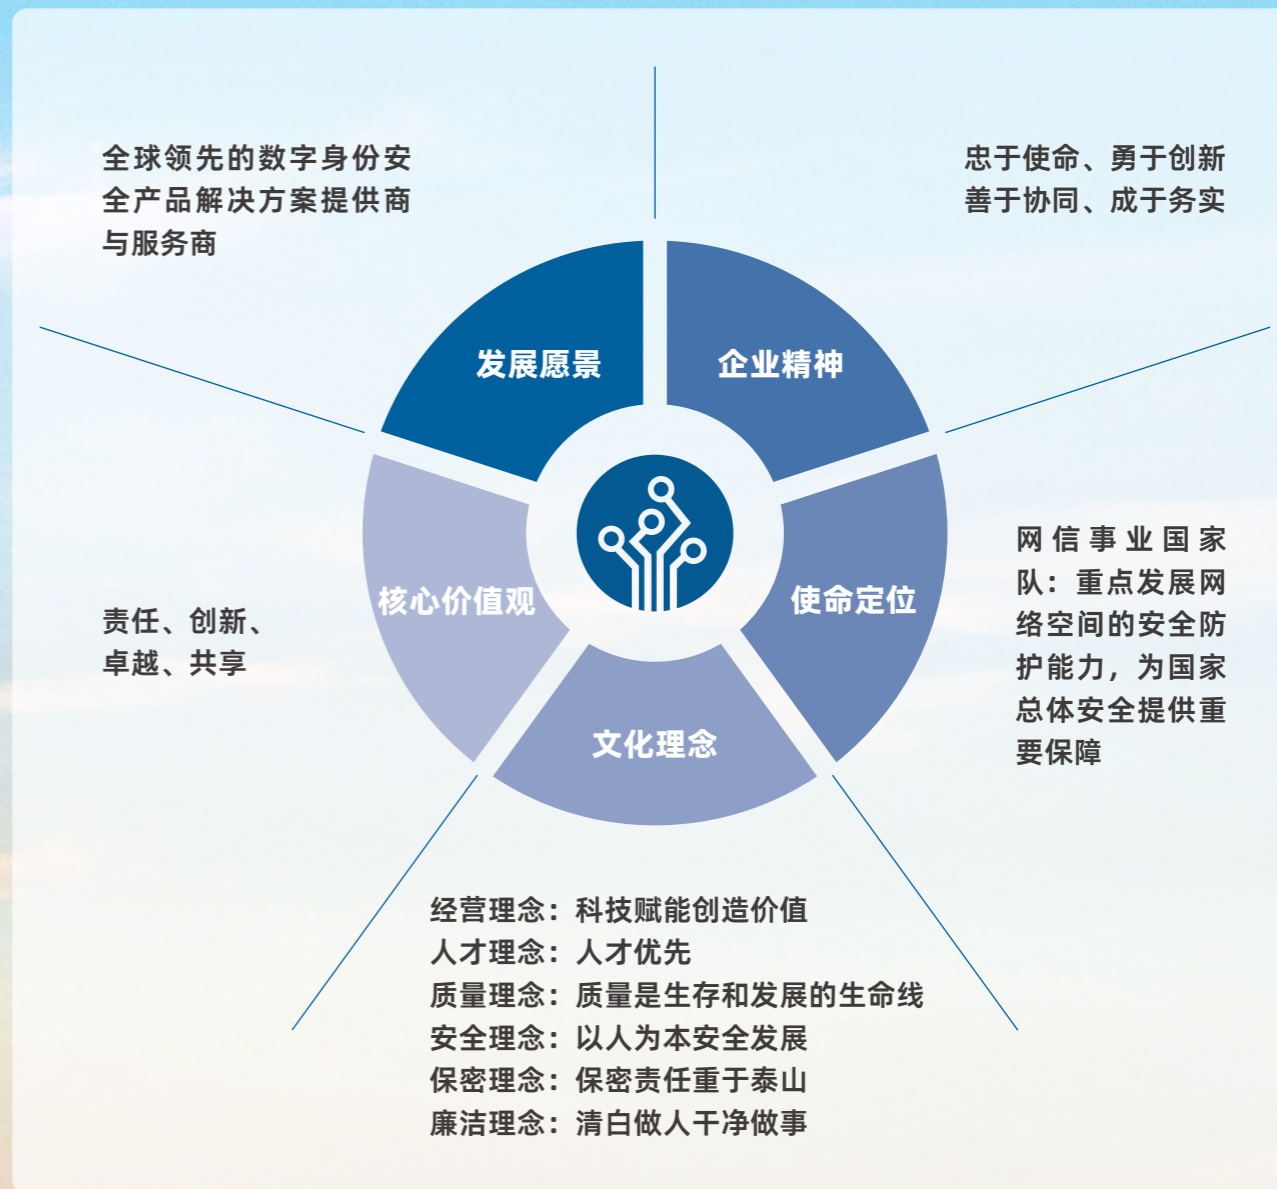 全球领先的数字身份安
全产品解决方案提供商
与服务商
忠于使命、勇于创新
善于协同、成于务实
发展愿景
企业精神
核心价值观
使命定位
文化理念
责任、创新、
卓越、共享
网信事业国家
队：重点发展网
络空间的安全防
护能力，为国家
总体安全提供重
要保障
经营理念：科技赋能创造价值
人才理念：人才优先
质量理念：质量是生存和发展的生命线
安全理念：以人为本安全发展
保密理念：保密责任重于泰山
廉洁理念：清白做人干净做事